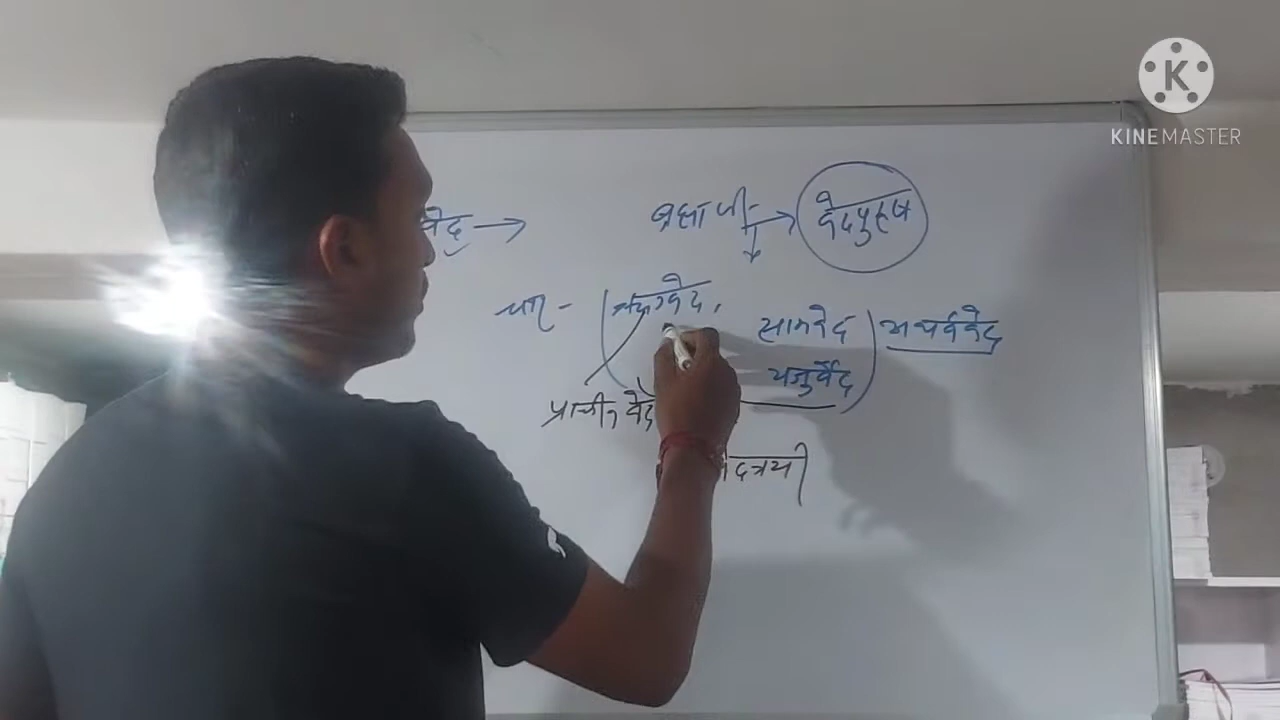 KINEMASTER
वेद → ब्रह्मा जी → वेदपुरुष
चार - ऋग्वेद,
सामवेद अथर्ववेद
यजुर्वेद
प्राचीन वेद
दत्रयी